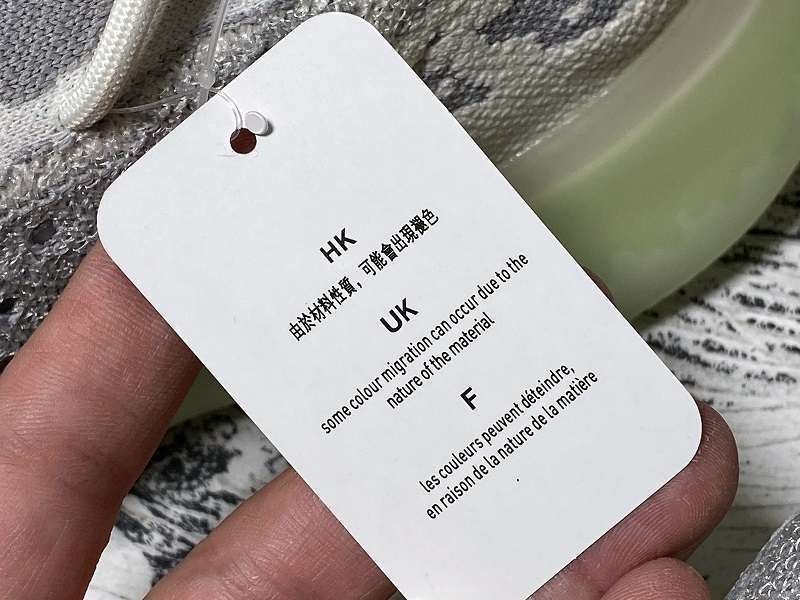 HK
由於材料性質，可能會出現褪色
UK
some colour migration can occur due to the
nature of the material
F
les couleurs peuvent déteindre,
en raison de la nature de la matière